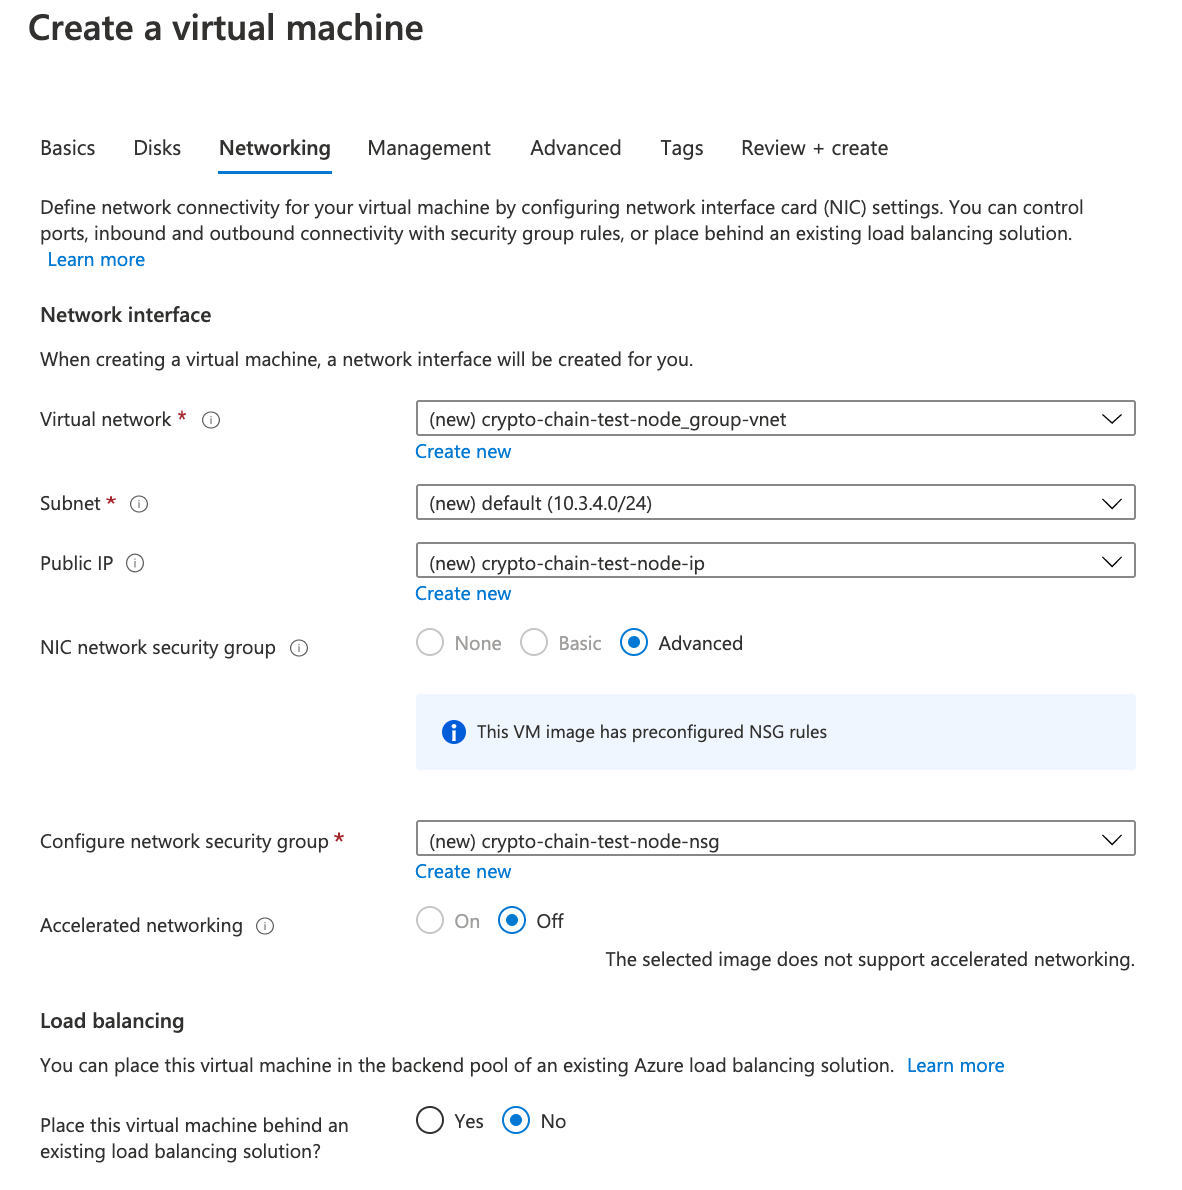 Create a virtual machine
Basics Disks Networking Management Advanced Tags Review + create
Define network connectivity for your virtual machine by configuring network interface card (NIC) settings. You can control
ports, inbound and outbound connectivity with security group rules, or place behind an existing load balancing solution.
Learn more
Network interface
When creating a virtual machine, a network interface will be created for you.
Virtual network * (new) crypto-chain-test-node_group-vnet
Create new
Subnet * (new) default (10.3.4.0/24)
Public IP (new) crypto-chain-test-node-ip
Create new
NIC network security group None Basic Advanced
This VM image has preconfigured NSG rules
Configure network security group * (new) crypto-chain-test-node-nsg
Create new
Accelerated networking On Off
The selected image does not support accelerated networking.
Load balancing
You can place this virtual machine in the backend pool of an existing Azure load balancing solution. Learn more
Place this virtual machine behind an Yes No
existing load balancing solution?